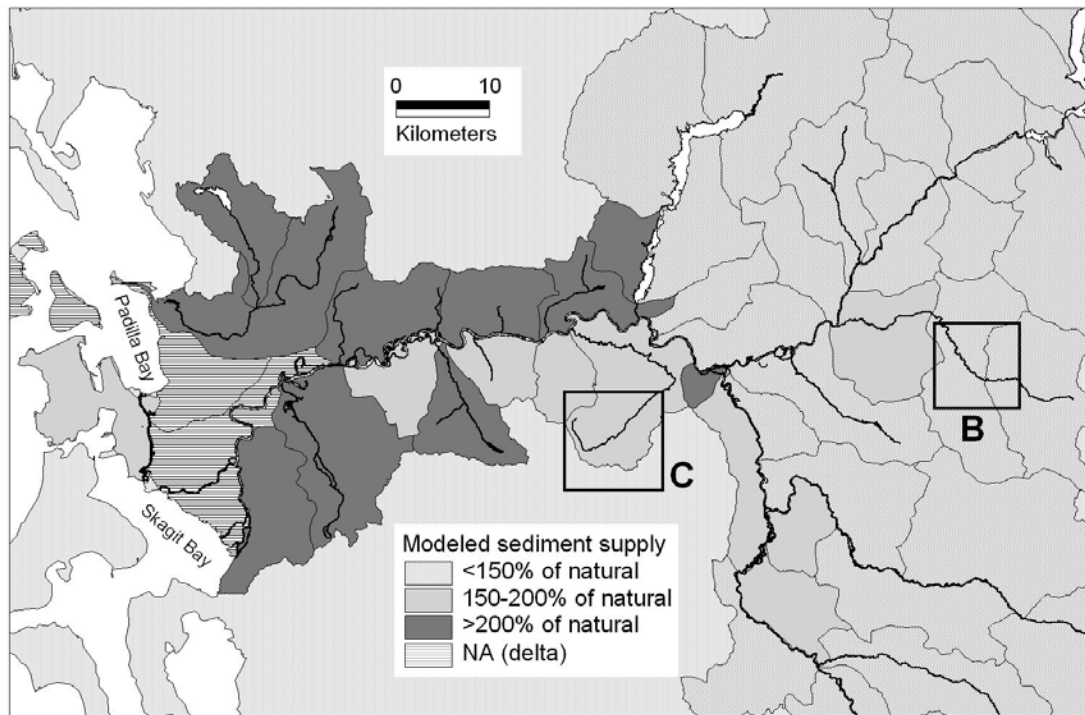 0 10
Kilometers
Padilla Bay
Skagit Bay
B
C
Modeled sediment supply
<150% of natural
150-200% of natural
>200% of natural
NA (delta)